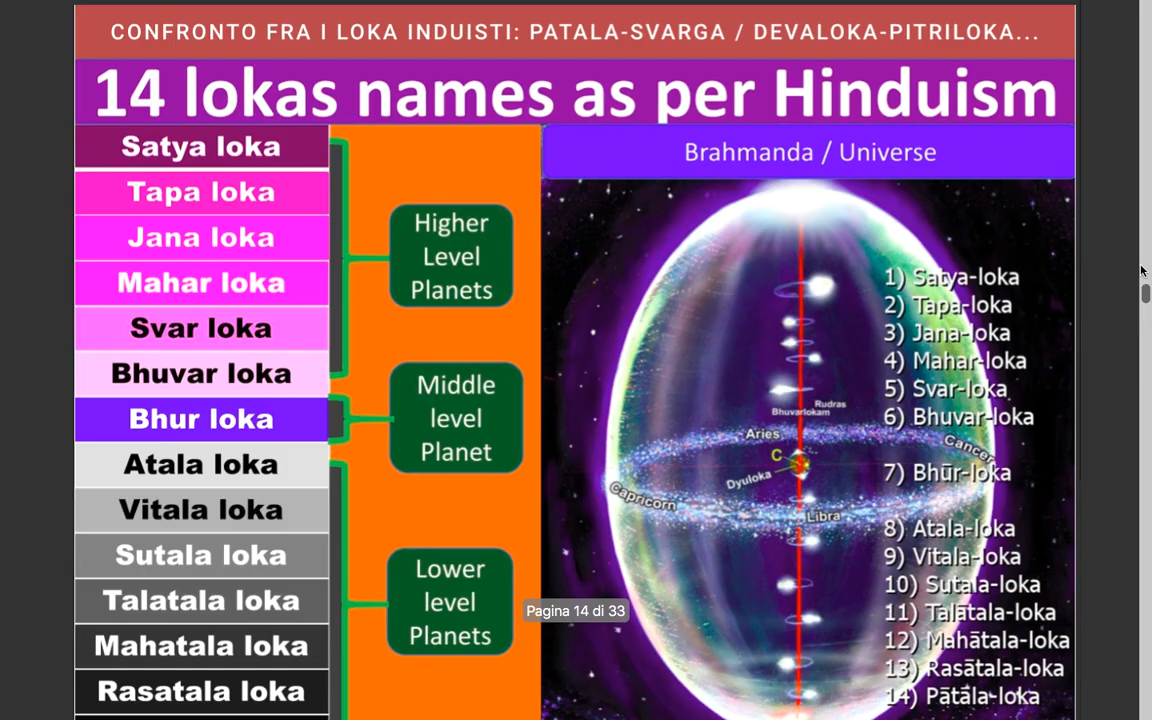 CONFRONTO FRA I LOKA INDUISTI: PATALA-SVARGA / DEVALOKA-PITRILOKA...
14 lokas names as per Hinduism
Satya loka
Tapa loka
Jana loka
Mahar loka
Svar loka
Bhuvar loka
Bhur loka
Atala loka
Vitala loka
Sutala loka
Talatala loka
Mahatala loka
Rasatala loka
Higher
Level
Planets
Middle
level
Planet
Lower
level
Planets
Pagina 14 di 33
Brahmanda / Universe
1) Satya-loka
2) Tapa-loka
3) Jana-loka
4) Mahar-loka
5) Svar-loka
6) Bhuvar-loka
7) Bhūr-loka
8) Atala-loka
9) Vitala-loka
10) Sutala-loka
11) Talātala-loka
12) Mahātala-loka
13) Rasātala-loka
14) Pātāla-loka
Rudras
Bhuvarlokam
Aries
Cancer
C
Dyuloka
Capricorn
Libra